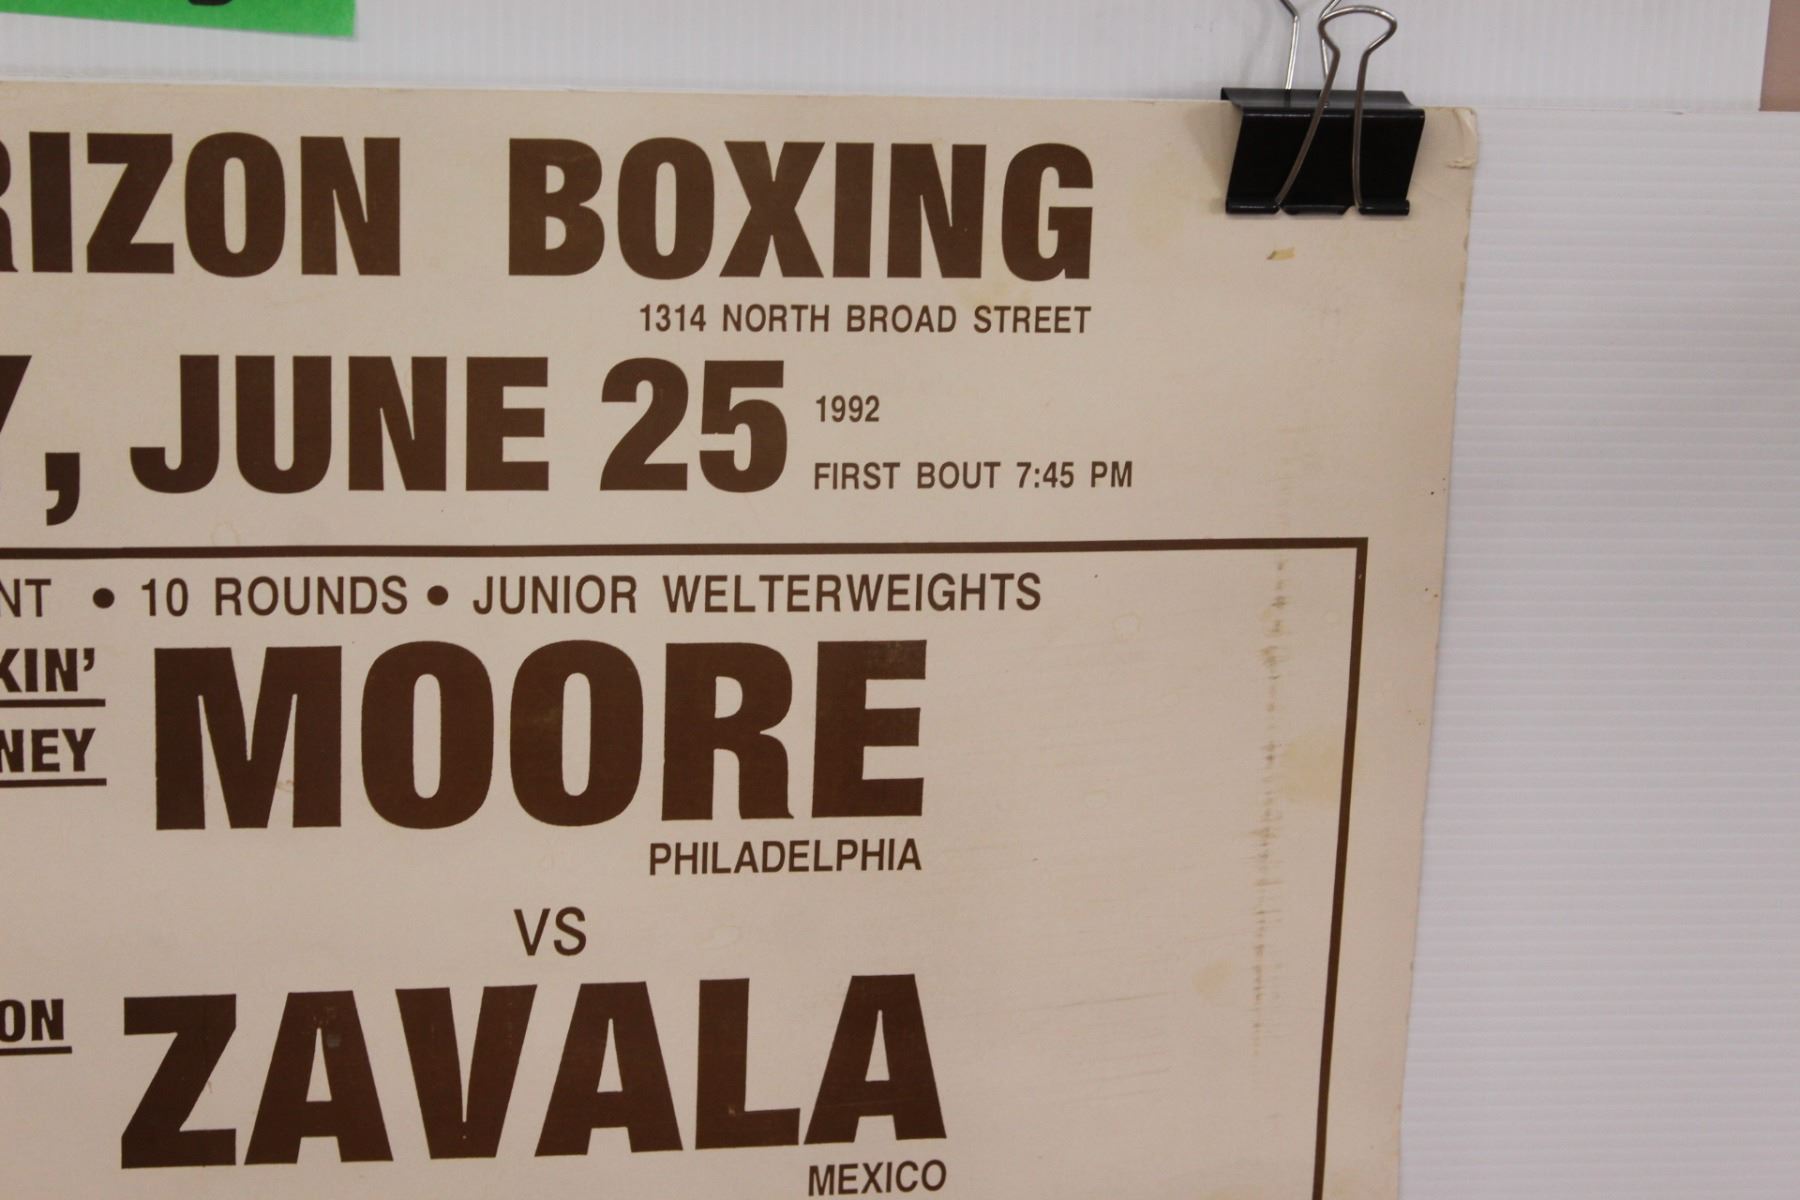 RIZON BOXING
1314 NORTH BROAD STREET
Y, JUNE 25 1992
FIRST BOUT 7:45 PM
NT • 10 ROUNDS • JUNIOR WELTERWEIGHTS
KIN'
NEY
MOORE
PHILADELPHIA
VS
ON ZAVALA
MEXICO